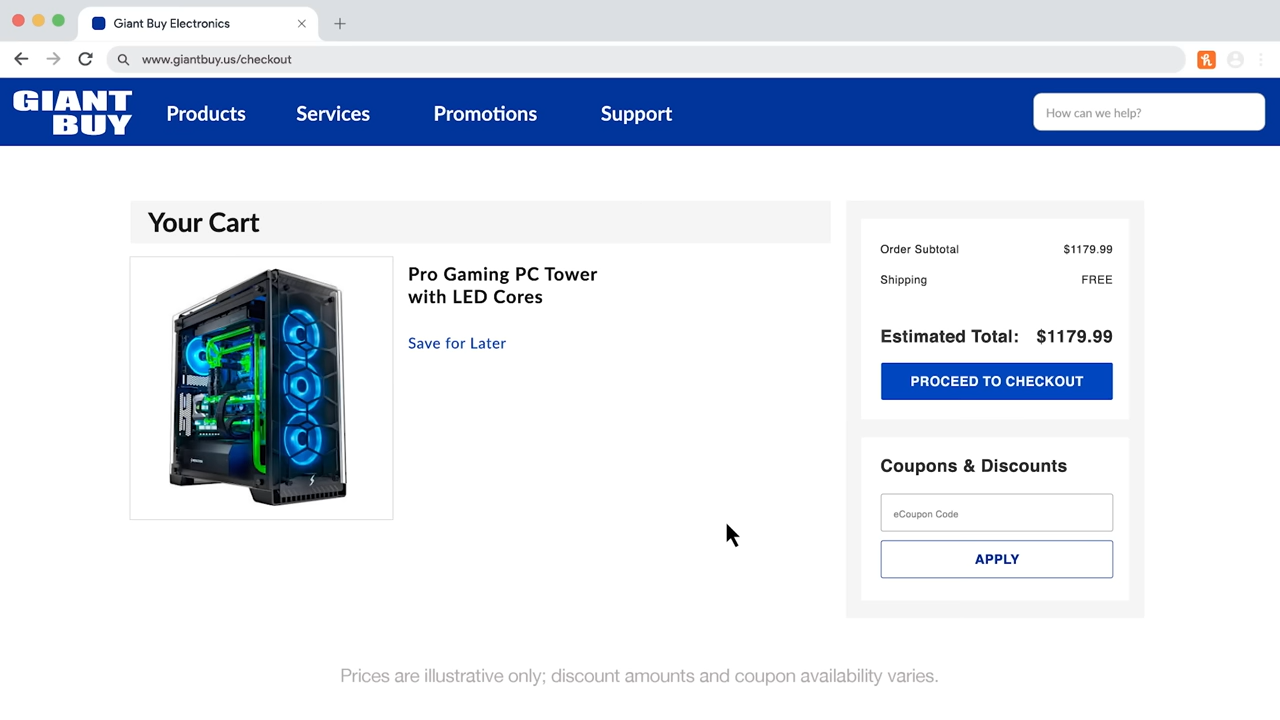 Giant Buy Electronics
www.giantbuy.us/checkout
GIANT
BUY
Products
Services
Promotions
Support
How can we help?
Your Cart
Pro Gaming PC Tower
with LED Cores
Save for Later
Order Subtotal $1179.99
Shipping FREE
Estimated Total: $1179.99
PROCEED TO CHECKOUT
Coupons & Discounts
eCoupon Code
APPLY
Prices are illustrative only; discount amounts and coupon availability varies.